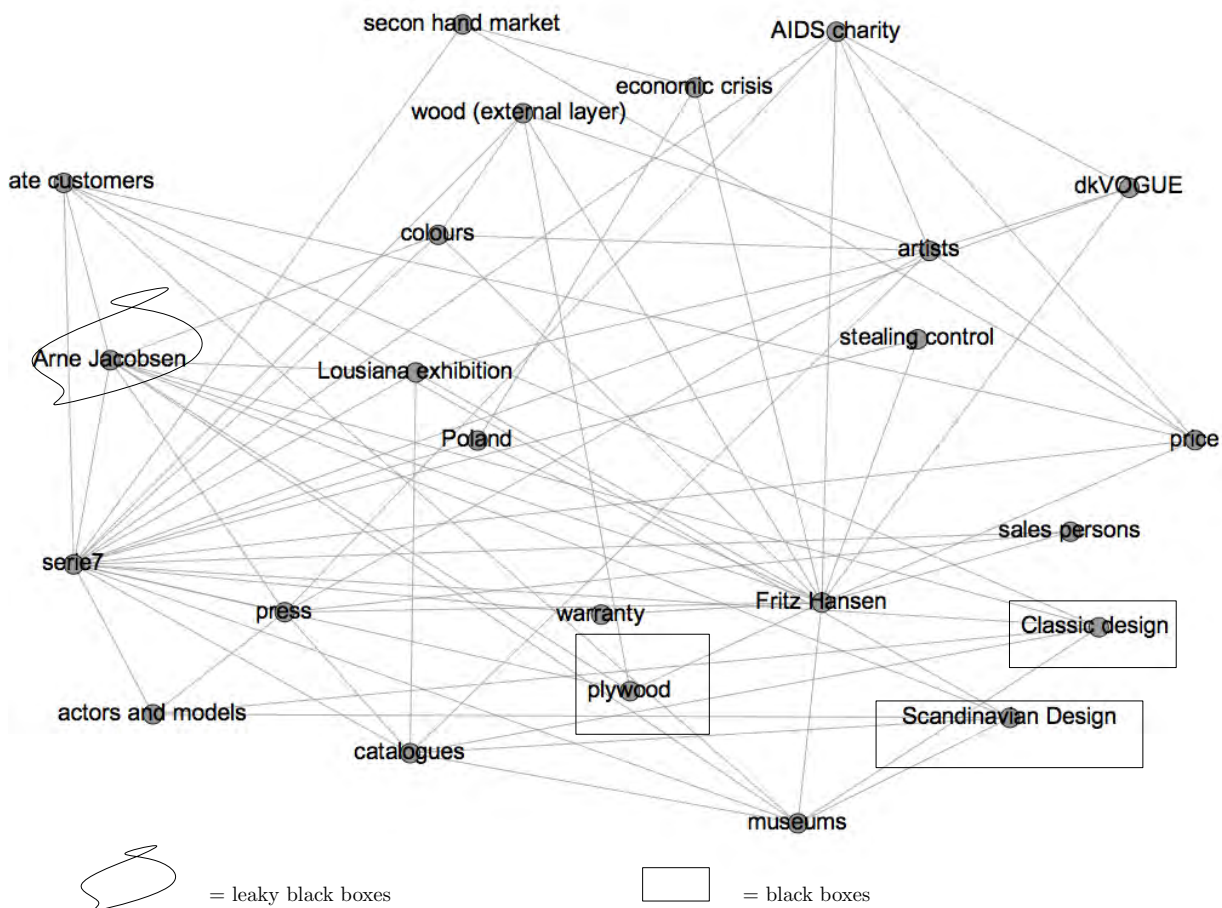 secon hand market
AIDS charity
economic crisis
wood (external layer)
ate customers
dkVOGUE
colours
artists
stealing control
Arne Jacobsen
Lousiana exhibition
Poland
price
sales persons
serie7
press
warranty
Fritz Hansen
Classic design
plywood
actors and models
Scandinavian Design
catalogues
museums
= leaky black boxes
= black boxes